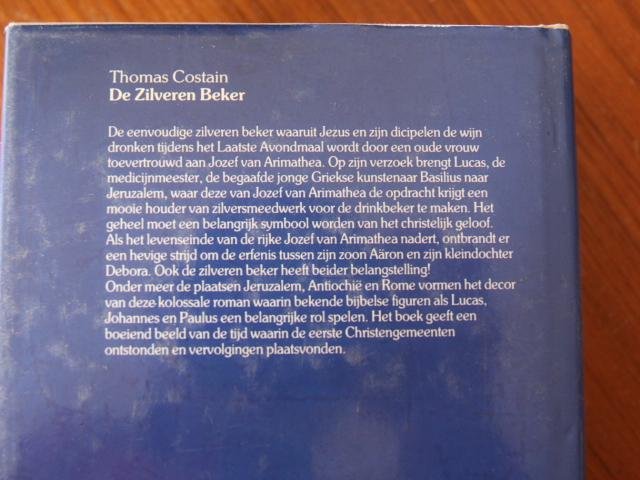 Thomas Costain
De Zilveren Beker
De eenvoudige zilveren beker waaruit Jezus en zijn dicipelen de wijn
dronken tijdens het Laatste Avondmaal wordt door een oude vrouw
toevertrouwd aan Jozef van Arimathea. Op zijn verzoek brengt Lucas, de
medicijnmeester, de begaafde jonge Griekse kunstenaar Basilius naar
Jeruzalem, waar deze van Jozef van Arimathea de opdracht krijgt een
mooie houder van zilversmeedwerk voor de drinkbeker te maken. Het
geheel moet een belangrijk symbool worden van het christelijk geloof.
Als het levenseinde van de rijke Jozef van Arimathea nadert, ontbrandt er
een hevige strijd om de erfenis tussen zijn zoon Aäron en zijn kleindochter
Debora. Ook de zilveren beker heeft beider belangstelling!
Onder meer de plaatsen Jeruzalem, Antiochië en Rome vormen het decor
van deze kolossale roman waarin bekende bijbelse figuren als Lucas,
Johannes en Paulus een belangrijke rol spelen. Het boek geeft een
boeiend beeld van de tijd waarin de eerste Christengemeenten
ontstonden en vervolgingen plaatsvonden.